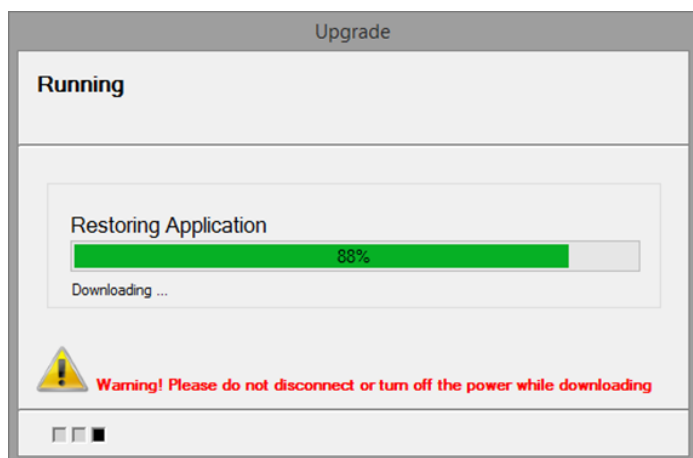 Upgrade
Running
Restoring Application
88%
Downloading ...
Warning! Please do not disconnect or turn off the power while downloading